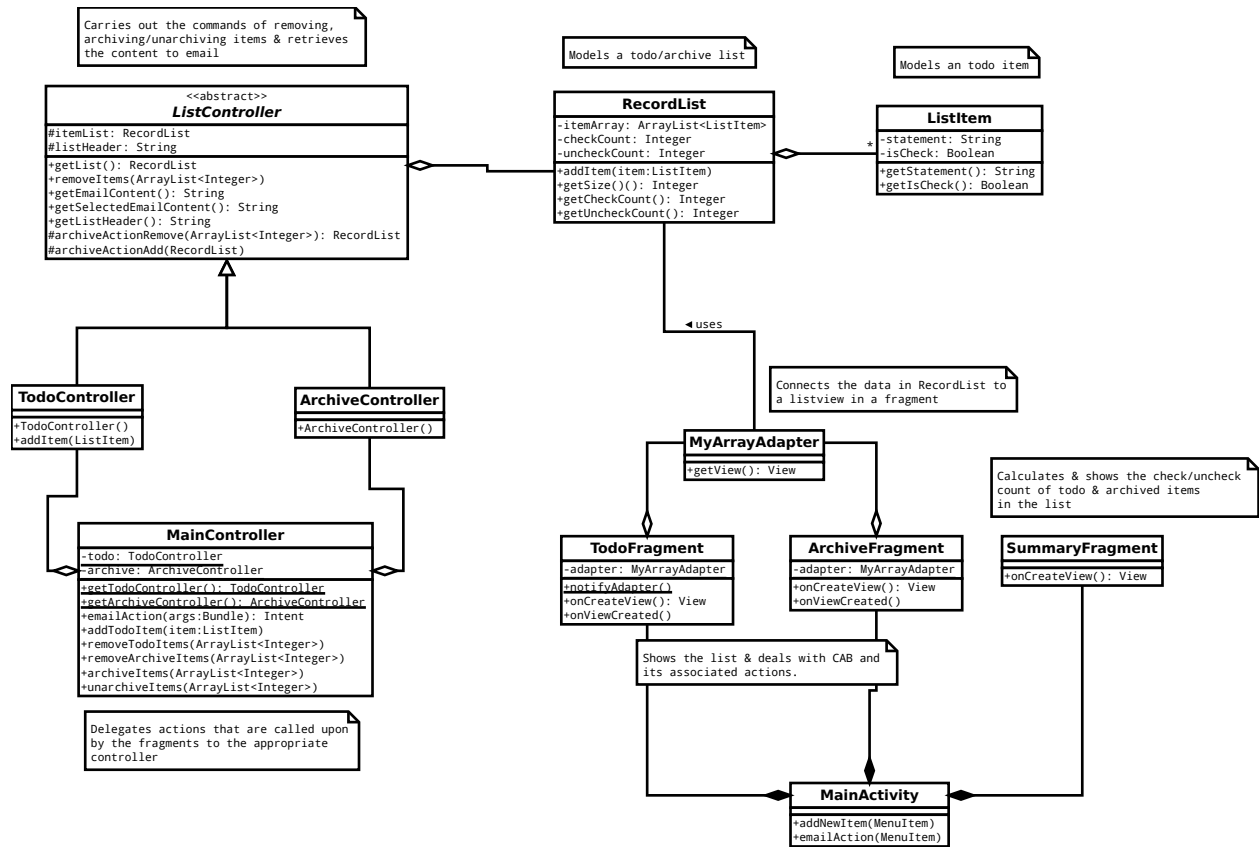 Carries out the commands of removing,
archiving/unarchiving items & retrieves
the content to email
Models a todo/archive list
Models an todo item
<<abstract>>
ListController
#itemList: RecordList
#listHeader: String
+getList(): RecordList
+removeItems(ArrayList<Integer>)
+getEmailContent(): String
+getSelectedEmailContent(): String
+getListHeader(): String
#archiveActionRemove(ArrayList<Integer>): RecordList
#archiveActionAdd(RecordList)
RecordList
-itemArray: ArrayList<ListItem>
-checkCount: Integer
-uncheckCount: Integer
+addItem(item:ListItem)
+getSize()(): Integer
+getCheckCount(): Integer
+getUncheckCount(): Integer
*
ListItem
-statement: String
-isCheck: Boolean
+getStatement(): String
+getIsCheck(): Boolean
◄ uses
TodoController
+TodoController()
+addItem(ListItem)
ArchiveController
+ArchiveController()
Connects the data in RecordList to
a listview in a fragment
MyArrayAdapter
+getView(): View
Calculates & shows the check/uncheck
count of todo & archived items
in the list
MainController
-todo: TodoController
-archive: ArchiveController
+getTodoController(): TodoController
+getArchiveController(): ArchiveController
+emailAction(args:Bundle): Intent
+addTodoItem(item:ListItem)
+removeTodoItems(ArrayList<Integer>)
+removeArchiveItems(ArrayList<Integer>)
+archiveItems(ArrayList<Integer>)
+unarchiveItems(ArrayList<Integer>)
TodoFragment
-adapter: MyArrayAdapter
+notifyAdapter()
+onCreateView(): View
+onViewCreated()
ArchiveFragment
-adapter: MyArrayAdapter
+onCreateView(): View
+onViewCreated()
SummaryFragment
+onCreateView(): View
Shows the list & deals with CAB and
its associated actions.
Delegates actions that are called upon
by the fragments to the appropriate
controller
MainActivity
+addNewItem(MenuItem)
+emailAction(MenuItem)